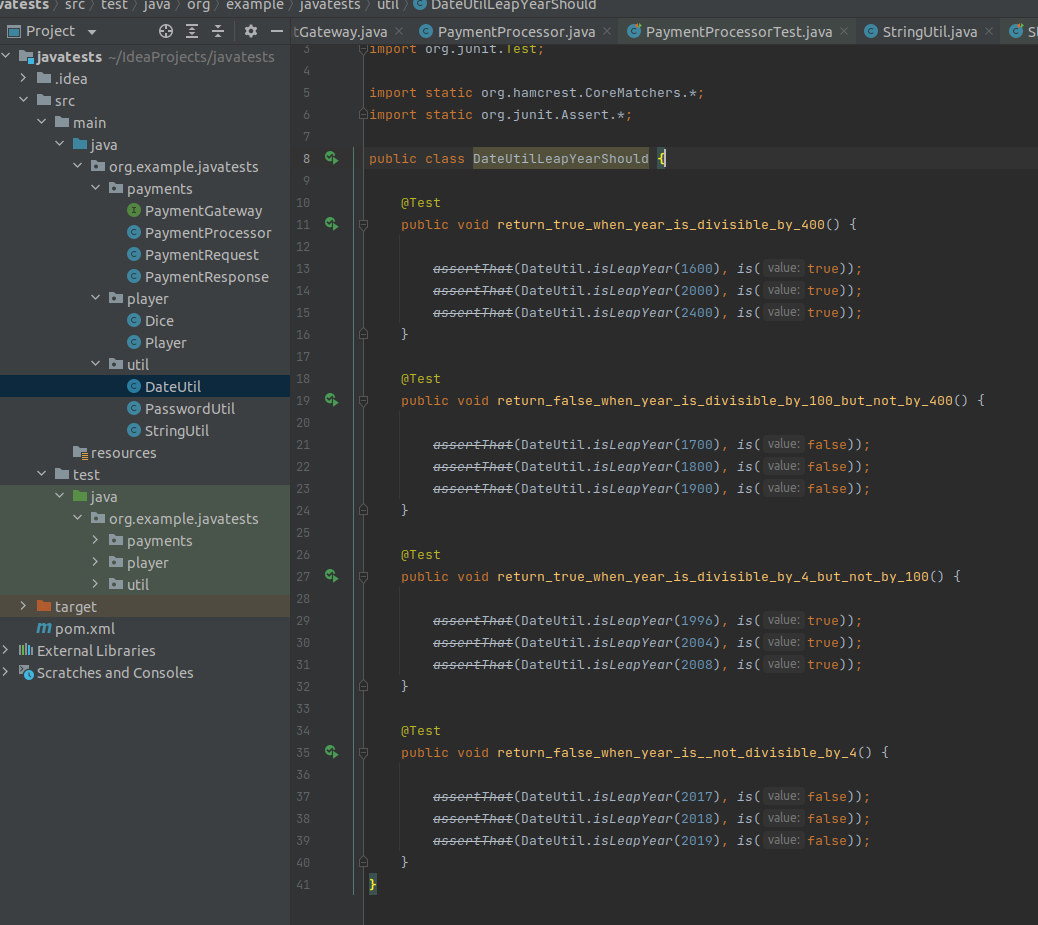 avatests > src > test > java > org > example > javatests > util > DateUtilLeapYearShould
Project
tGateway.java
PaymentProcessor.java
PaymentProcessorTest.java
StringUtil.java
javatests ~/IdeaProjects/javatests
.idea
src
main
java
org.example.javatests
payments
PaymentGateway
PaymentProcessor
PaymentRequest
PaymentResponse
player
Dice
Player
util
DateUtil
PasswordUtil
StringUtil
resources
test
java
org.example.javatests
payments
player
util
target
pom.xml
External Libraries
Scratches and Consoles
3 import org.junit.Test;
4
5 import static org.hamcrest.CoreMatchers.*;
6 import static org.junit.Assert.*;
7
8 public class DateUtilLeapYearShould {
9
10 @Test
11 public void return_true_when_year_is_divisible_by_400() {
12
13 assertThat(DateUtil.isLeapYear(1600), is( value: true));
14 assertThat(DateUtil.isLeapYear(2000), is( value: true));
15 assertThat(DateUtil.isLeapYear(2400), is( value: true));
16 }
17
18 @Test
19 public void return_false_when_year_is_divisible_by_100_but_not_by_400() {
20
21 assertThat(DateUtil.isLeapYear(1700), is( value: false));
22 assertThat(DateUtil.isLeapYear(1800), is( value: false));
23 assertThat(DateUtil.isLeapYear(1900), is( value: false));
24 }
25
26 @Test
27 public void return_true_when_year_is_divisible_by_4_but_not_by_100() {
28
29 assertThat(DateUtil.isLeapYear(1996), is( value: true));
30 assertThat(DateUtil.isLeapYear(2004), is( value: true));
31 assertThat(DateUtil.isLeapYear(2008), is( value: true));
32 }
33
34 @Test
35 public void return_false_when_year_is__not_divisible_by_4() {
36
37 assertThat(DateUtil.isLeapYear(2017), is( value: false));
38 assertThat(DateUtil.isLeapYear(2018), is( value: false));
39 assertThat(DateUtil.isLeapYear(2019), is( value: false));
40 }
41 }